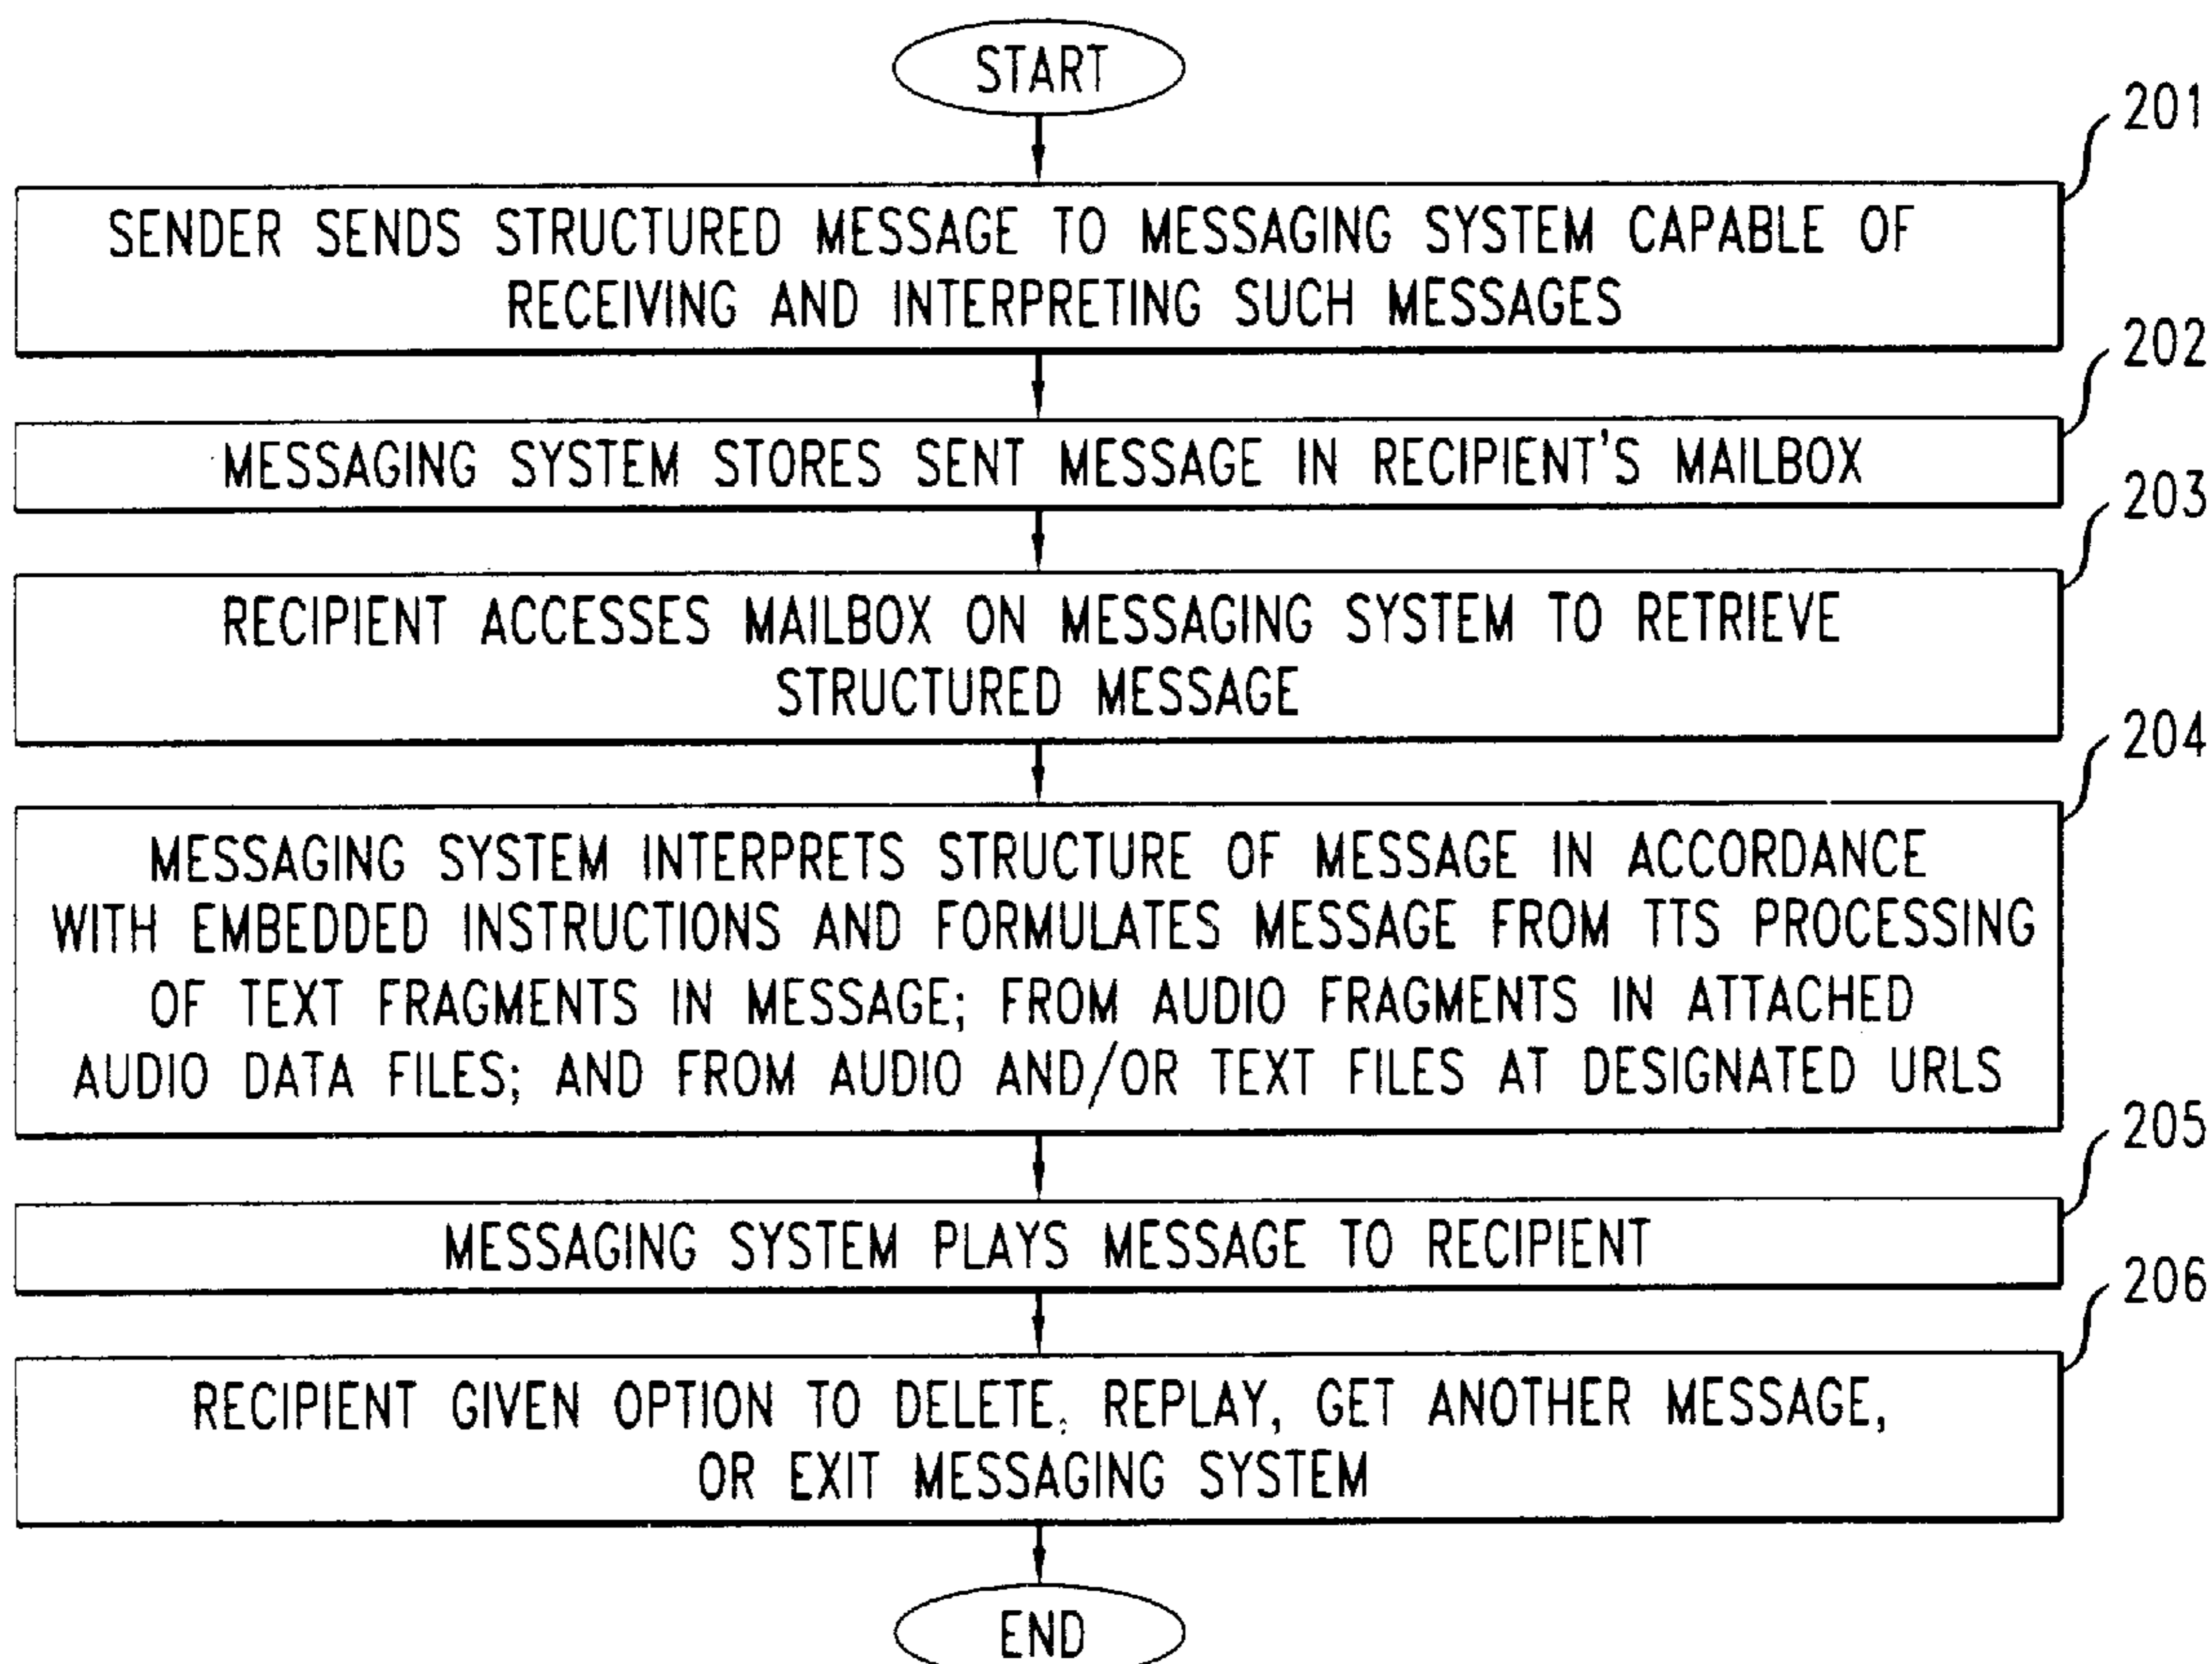 START
201
SENDER SENDS STRUCTURED MESSAGE TO MESSAGING SYSTEM CAPABLE OF
RECEIVING AND INTERPRETING SUCH MESSAGES
202
MESSAGING SYSTEM STORES SENT MESSAGE IN RECIPIENT'S MAILBOX
203
RECIPIENT ACCESSES MAILBOX ON MESSAGING SYSTEM TO RETRIEVE
STRUCTURED MESSAGE
204
MESSAGING SYSTEM INTERPRETS STRUCTURE OF MESSAGE IN ACCORDANCE
WITH EMBEDDED INSTRUCTIONS AND FORMULATES MESSAGE FROM TTS PROCESSING
OF TEXT FRAGMENTS IN MESSAGE; FROM AUDIO FRAGMENTS IN ATTACHED
AUDIO DATA FILES; AND FROM AUDIO AND/OR TEXT FILES AT DESIGNATED URLS
205
MESSAGING SYSTEM PLAYS MESSAGE TO RECIPIENT
206
RECIPIENT GIVEN OPTION TO DELETE, REPLAY, GET ANOTHER MESSAGE,
OR EXIT MESSAGING SYSTEM
END